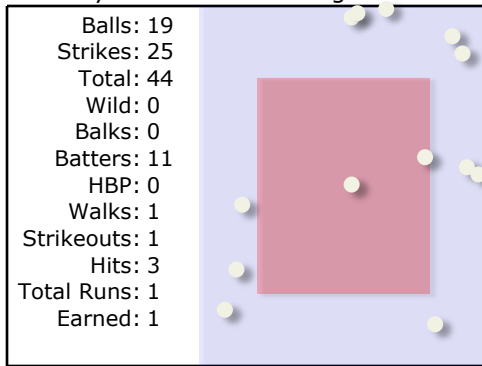 Balls: 19
Strikes: 25
Total: 44
Wild: 0
Balks: 0
Batters: 11
HBP: 0
Walks: 1
Strikeouts: 1
Hits: 3
Total Runs: 1
Earned: 1